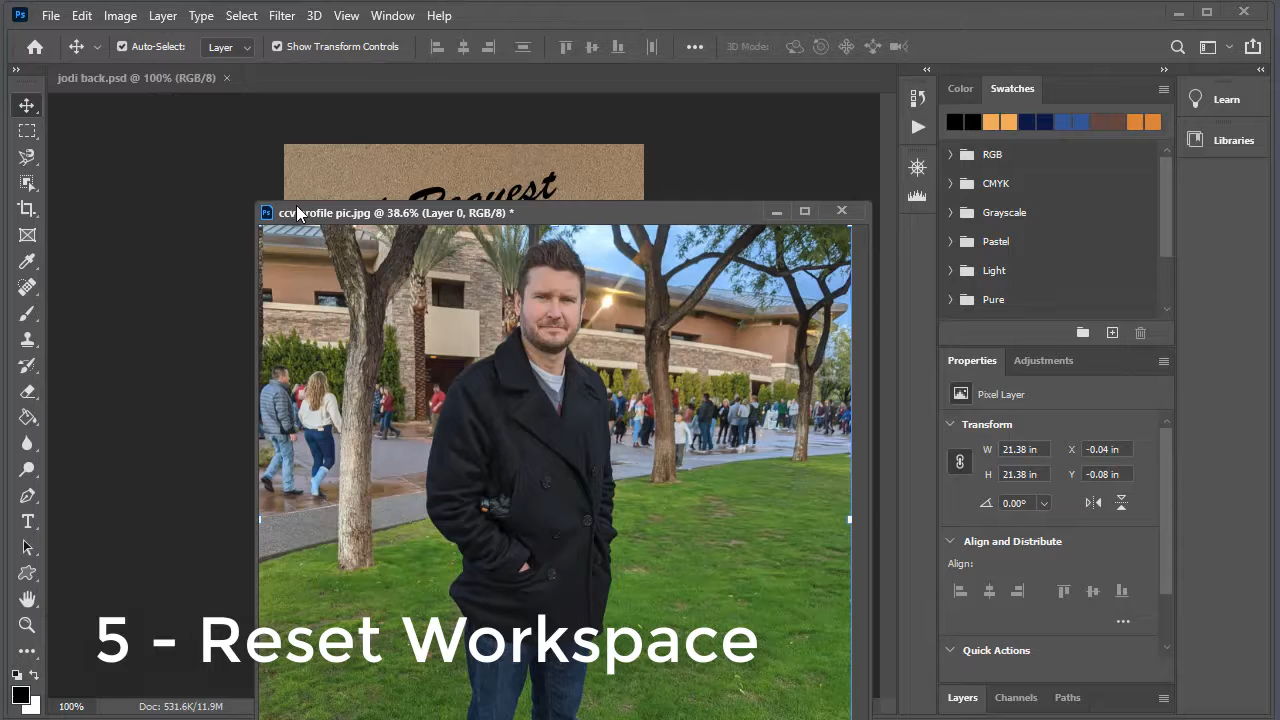 Ps File Edit Image Layer Type Select Filter 3D View Window Help
Auto-Select: Layer Show Transform Controls 3D Mode:
jodi back.psd @ 100% (RGB/8) ×
Color Swatches
Learn
Libraries
RGB
CMYK
Grayscale
Pastel
Light
Pure
Request
Ps rofile pic.jpg @ 38.6% (Layer 0, RGB/8) *
Properties Adjustments
Pixel Layer
Transform
W 21.38 in X -0.04 in
H 21.38 in Y -0.08 in
0.00°
Align and Distribute
Align:
5 - Reset Workspace
Quick Actions
Layers Channels Paths
100% Doc: 531.6K/11.9M